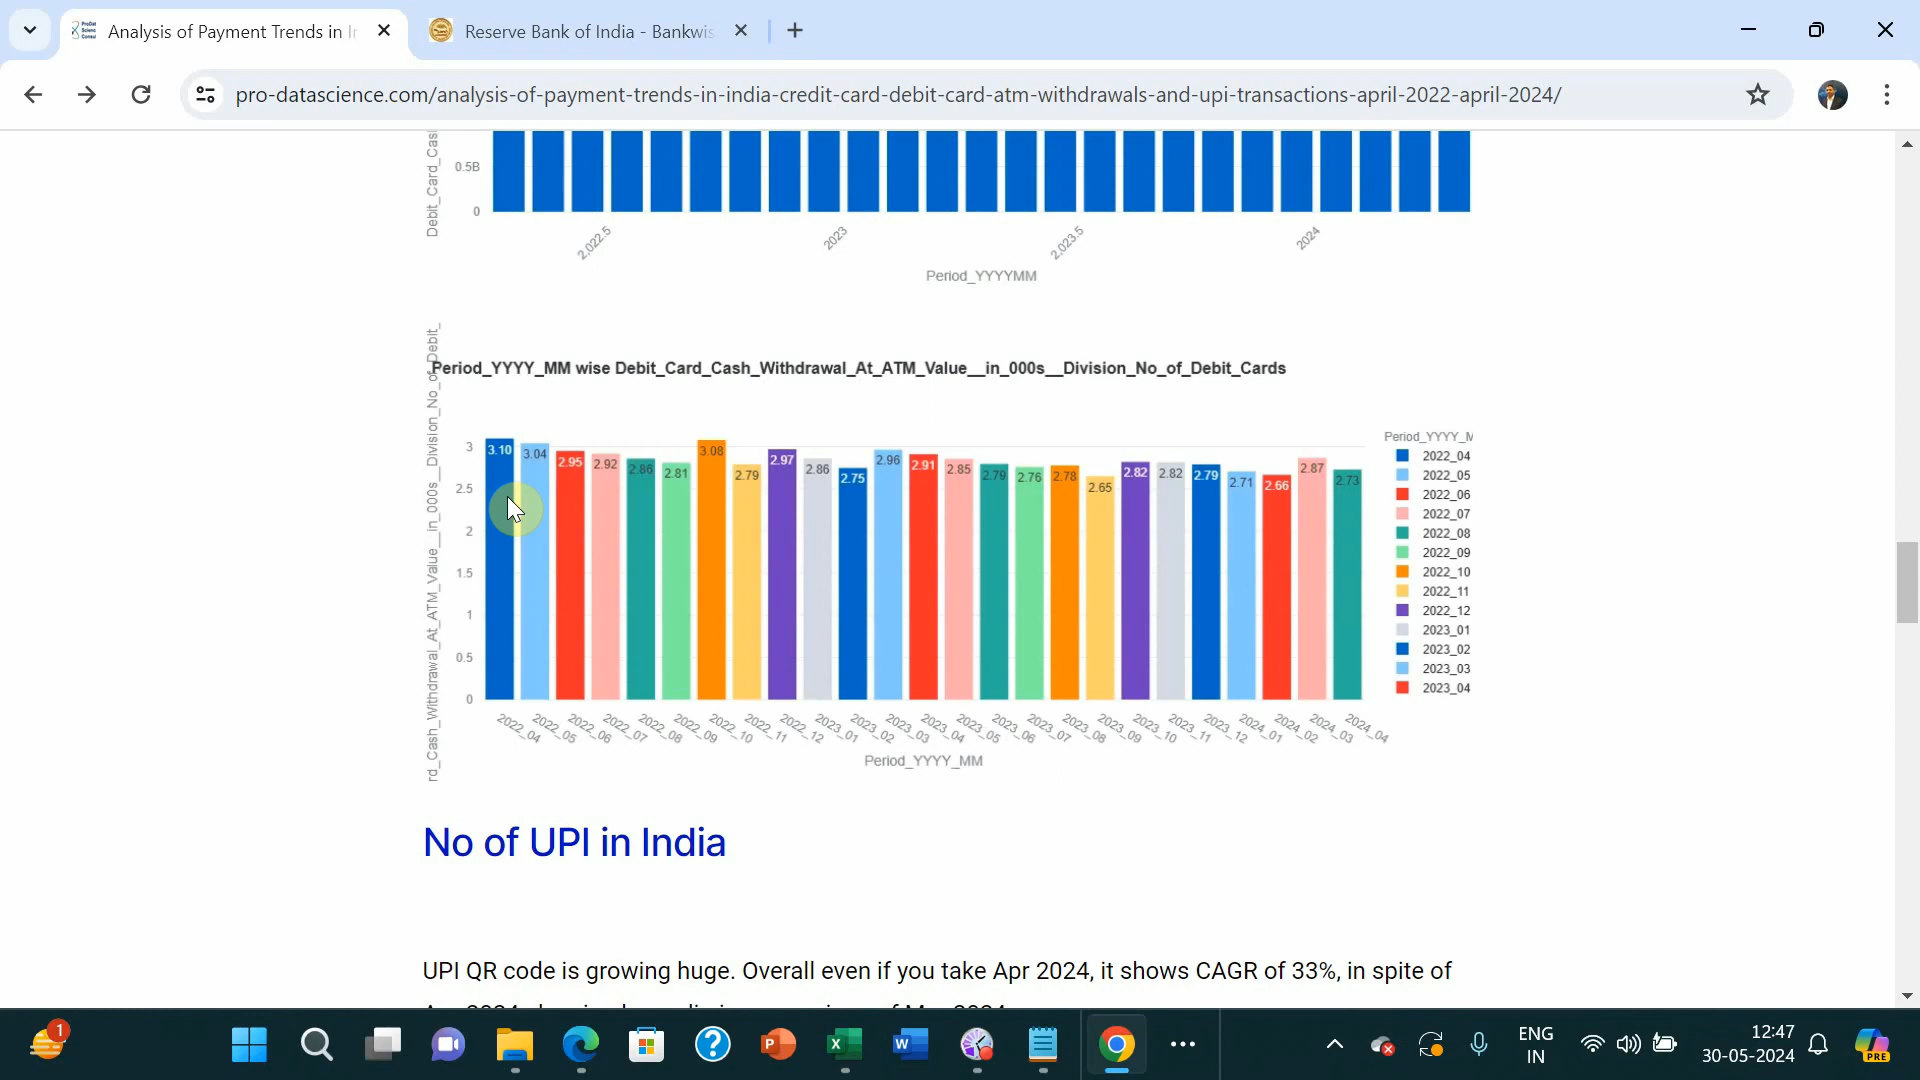 Analysis of Payment Trends in I
Reserve Bank of India - Bankwis
pro-datascience.com/analysis-of-payment-trends-in-india-credit-card-debit-card-atm-withdrawals-and-upi-transactions-april-2022-april-2024/
Debit_Card_Cas
0.5B
0
2,022.5
2023
2,023.5
2024
Period_YYYYMM
Period_YYYY_MM wise Debit_Card_Cash_Withdrawal_At_ATM_Value__in_000s__Division_No_of_Debit_Cards
rd_Cash_Withdrawal_At_ATM_Value__in_000s__Division_No_of_Debit_
3
2.5
2
1.5
1
0.5
0
3.10 3.04 2.95 2.92 2.86 2.81 3.08 2.79 2.97 2.86 2.75 2.96 2.91 2.85 2.79 2.76 2.78 2.65 2.82 2.82 2.79 2.71 2.66 2.87 2.73
2022_04 2022_05 2022_06 2022_07 2022_08 2022_09 2022_10 2022_11 2022_12 2023_01 2023_02 2023_03 2023_04 2023_05 2023_06 2023_07 2023_08 2023_09 2023_10 2023_11 2023_12 2024_01 2024_02 2024_03 2024_04
Period_YYYY_MM
Period_YYYY_M
2022_04
2022_05
2022_06
2022_07
2022_08
2022_09
2022_10
2022_11
2022_12
2023_01
2023_02
2023_03
2023_04
No of UPI in India
UPI QR code is growing huge. Overall even if you take Apr 2024, it shows CAGR of 33%, in spite of
1
ENG
IN
12:47
30-05-2024
PRE